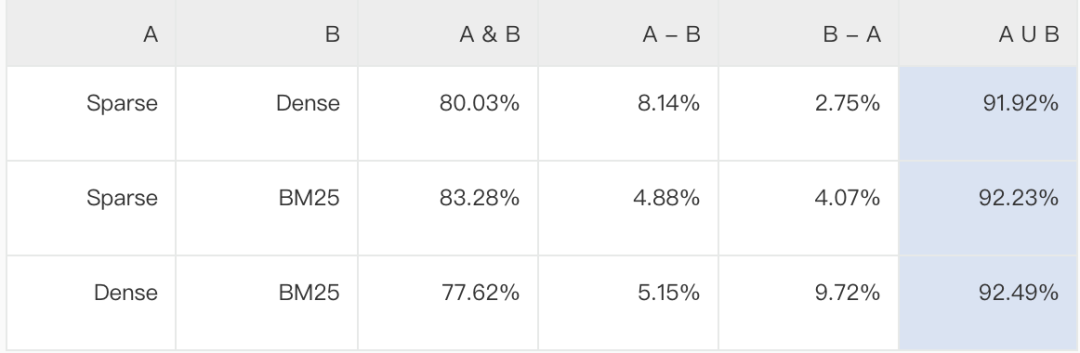 A B A & B A – B B – A A U B
Sparse Dense 80.03% 8.14% 2.75% 91.92%
Sparse BM25 83.28% 4.88% 4.07% 92.23%
Dense BM25 77.62% 5.15% 9.72% 92.49%